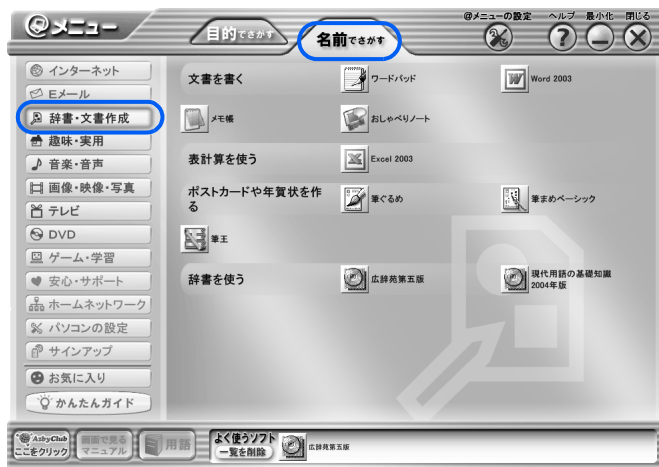 @メニュー
目的でさがす
名前でさがす
@メニューの設定 ヘルプ 最小化 閉じる
インターネット
Eメール
辞書・文書作成
趣味・実用
音楽・音声
画像・映像・写真
テレビ
DVD
ゲーム・学習
安心・サポート
ホームネットワーク
パソコンの設定
サインアップ
お気に入り
かんたんガイド
文書を書く
ワードパッド
Word 2003
メモ帳
おしゃべりノート
表計算を使う
Excel 2003
ポストカードや年賀状を作
る
筆ぐるめ
筆まめベーシック
筆王
辞書を使う
広辞苑第五版
現代用語の基礎知識
2004年版
@AzbyClub
ここをクリック
画面で見る
マニュアル
用語
よく使うソフト
一覧を削除
広辞苑第五版